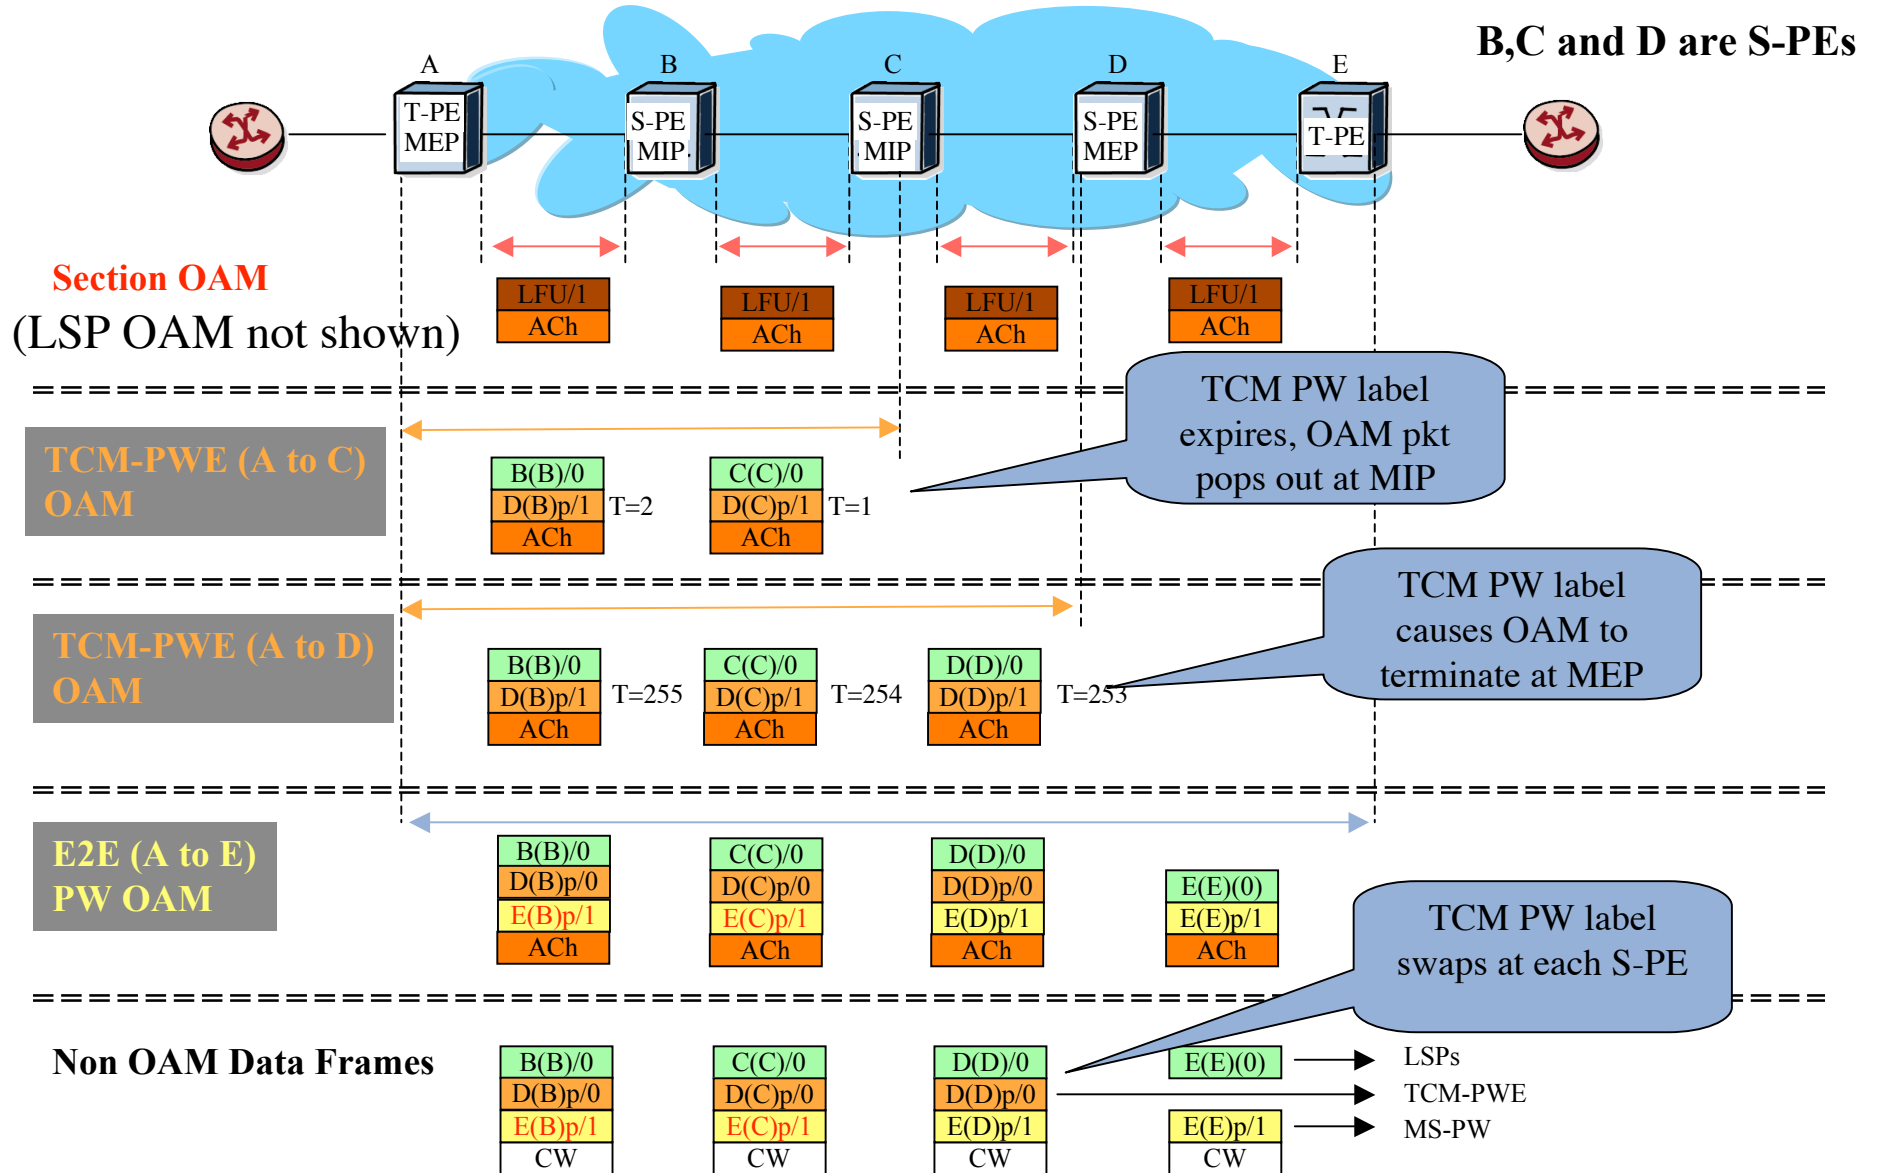 B,C and D are S-PEs
A
B
C
D
E
T-PE
MEP
S-PE
MIP
S-PE
MIP
S-PE
MEP
T-PE
Section OAM
(LSP OAM not shown)
LFU/1
ACh
LFU/1
ACh
LFU/1
ACh
LFU/1
ACh
TCM PW label
expires, OAM pkt
pops out at MIP
TCM-PWE (A to C)
OAM
B(B)/0
D(B)p/1
T=2
ACh
C(C)/0
D(C)p/1
T=1
ACh
TCM PW label
causes OAM to
terminate at MEP
TCM-PWE (A to D)
OAM
B(B)/0
D(B)p/1
T=255
ACh
C(C)/0
D(C)p/1
T=254
ACh
D(D)/0
D(D)p/1
T=253
ACh
E2E (A to E)
PW OAM
B(B)/0
D(B)p/0
E(B)p/1
ACh
C(C)/0
D(C)p/0
E(C)p/1
ACh
D(D)/0
D(D)p/0
E(D)p/1
ACh
E(E)(0)
E(E)p/1
ACh
TCM PW label
swaps at each S-PE
Non OAM Data Frames
B(B)/0
D(B)p/0
E(B)p/1
CW
C(C)/0
D(C)p/0
E(C)p/1
CW
D(D)/0
D(D)p/0
E(D)p/1
CW
E(E)(0)
E(E)p/1
CW
LSPs
TCM-PWE
MS-PW